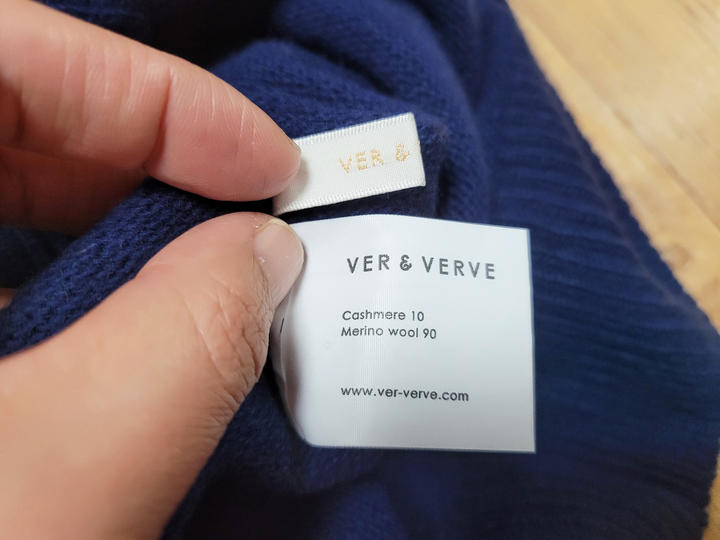 VER &
VER & VERVE
Cashmere 10
Merino wool 90
www.ver-verve.com